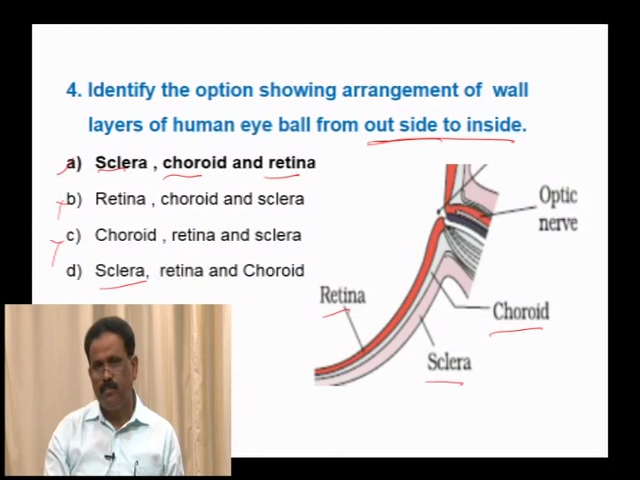 4. Identify the option showing arrangement of wall
layers of human eye ball from out side to inside.
a) Sclera , choroid and retina
b) Retina , choroid and sclera
c) Choroid , retina and sclera
d) Sclera, retina and Choroid
Optic
nerve
Retina
Choroid
Sclera